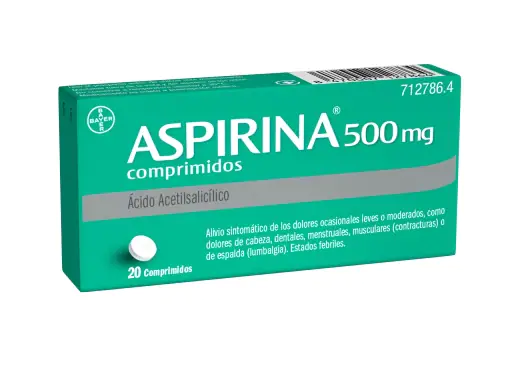 712786.4
BAYER
BAYER
ASPIRINA® 500 mg
comprimidos
Ácido Acetilsalicílico
Alivio sintomático de los dolores ocasionales leves o moderados, como
dolores de cabeza, dentales, menstruales, musculares (contracturas) o
de espalda (lumbalgia). Estados febriles.
20 Comprimidos